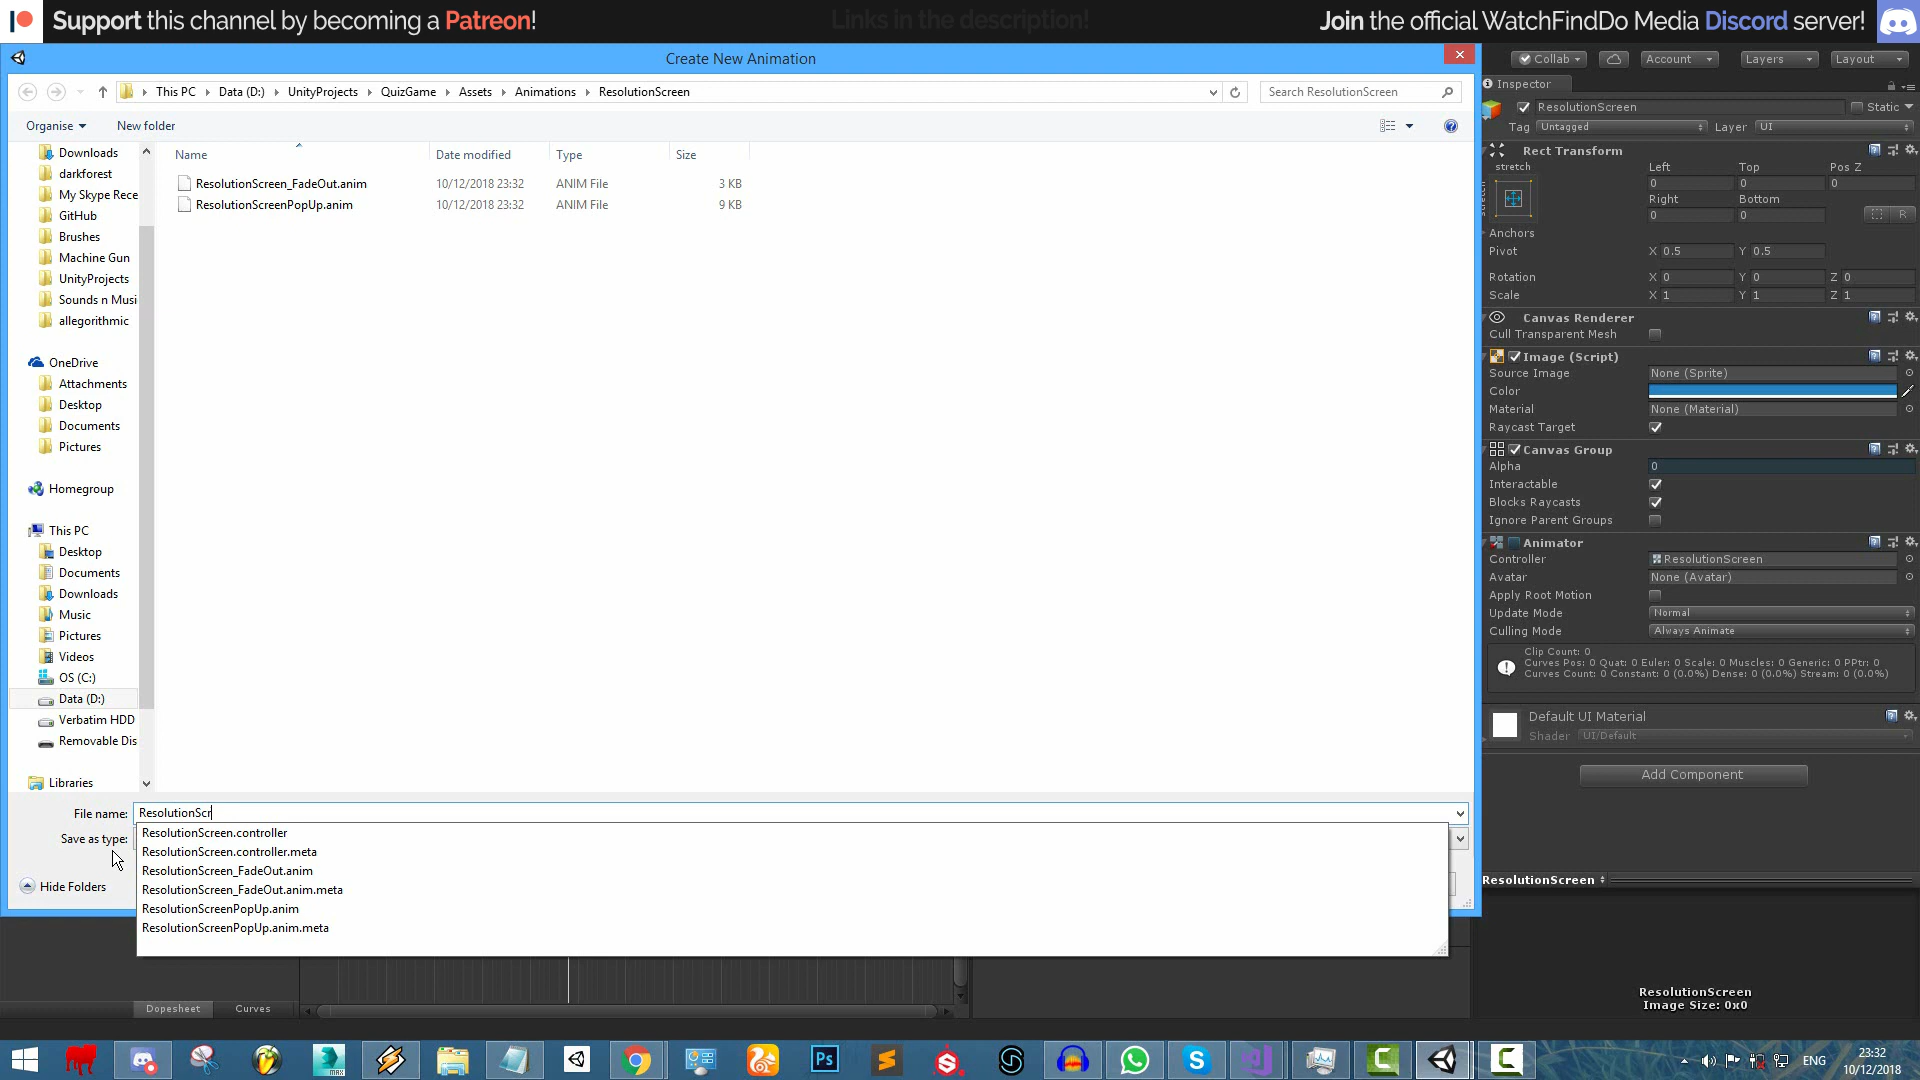 Support this channel by becoming a Patreon!
Links in the description!
Join the official WatchFindDo Media Discord server!
Create New Animation
This PC
Data (D:)
UnityProjects
QuizGame
Assets
Animations
ResolutionScreen
Search ResolutionScreen
Organise
New folder
Name
Date modified
Type
Size
ResolutionScreen_FadeOut.anim
10/12/2018 23:32
ANIM File
3 KB
ResolutionScreenPopUp.anim
10/12/2018 23:32
ANIM File
9 KB
Downloads
darkforest
My Skype Rece
GitHub
Brushes
Machine Gun
UnityProjects
Sounds n Musi
allegorithmic
OneDrive
Attachments
Desktop
Documents
Pictures
Homegroup
This PC
Desktop
Documents
Downloads
Music
Pictures
Videos
OS (C:)
Data (D:)
Verbatim HDD
Removable Dis
Libraries
File name:
ResolutionScr
Save as type:
ResolutionScreen.controller
ResolutionScreen.controller.meta
ResolutionScreen_FadeOut.anim
ResolutionScreen_FadeOut.anim.meta
ResolutionScreenPopUp.anim
ResolutionScreenPopUp.anim.meta
Hide Folders
Dopesheet
Curves
Collab
Account
Layers
Layout
Inspector
ResolutionScreen
Static
Tag
Untagged
Layer
UI
Rect Transform
stretch
stretch
Left
Top
Pos Z
0
0
0
Right
Bottom
0
0
R
Anchors
Pivot
X 0.5
Y 0.5
Rotation
X 0
Y 0
Z 0
Scale
X 1
Y 1
Z 1
Canvas Renderer
Cull Transparent Mesh
Image (Script)
Source Image
None (Sprite)
Color
Material
None (Material)
Raycast Target
Canvas Group
Alpha
0
Interactable
Blocks Raycasts
Ignore Parent Groups
Animator
Controller
ResolutionScreen
Avatar
None (Avatar)
Apply Root Motion
Update Mode
Normal
Culling Mode
Always Animate
Clip Count: 0
Curves Pos: 0 Quat: 0 Euler: 0 Scale: 0 Muscles: 0 Generic: 0 PPtr: 0
Curves Count: 0 Constant: 0 (0.0%) Dense: 0 (0.0%) Stream: 0 (0.0%)
Default UI Material
Shader
UI/Default
Add Component
ResolutionScreen
ResolutionScreen
Image Size: 0x0
MAX
Ps
ENG
23:32
10/12/2018